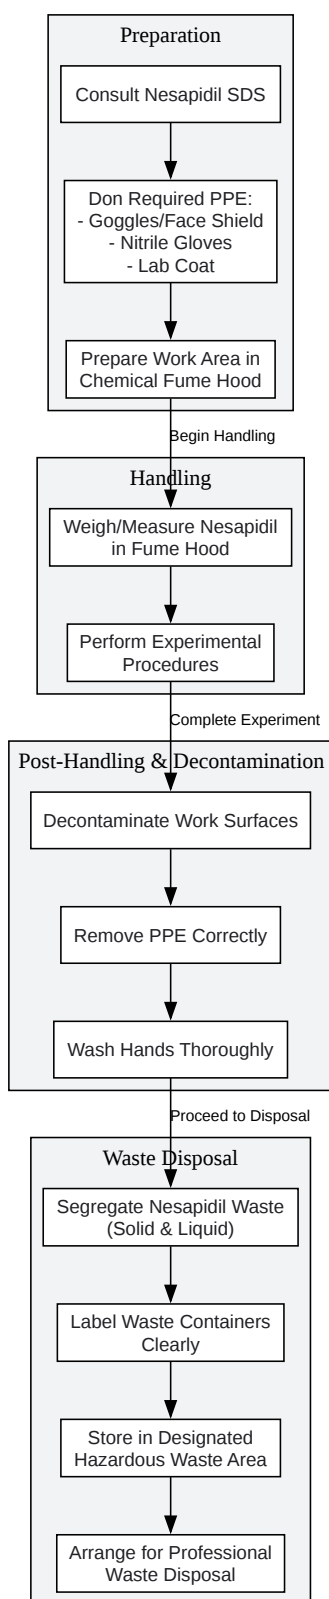 Preparation
Consult Nesapidil SDS
Don Required PPE:
- Goggles/Face Shield
- Nitrile Gloves
- Lab Coat
Prepare Work Area in
Chemical Fume Hood
Begin Handling
Handling
Weigh/Measure Nesapidil
in Fume Hood
Perform Experimental
Procedures
Complete Experiment
Post-Handling & Decontamination
Decontaminate Work Surfaces
Remove PPE Correctly
Wash Hands Thoroughly
Proceed to Disposal
Waste Disposal
Segregate Nesapidil Waste
(Solid & Liquid)
Label Waste Containers
Clearly
Store in Designated
Hazardous Waste Area
Arrange for Professional
Waste Disposal